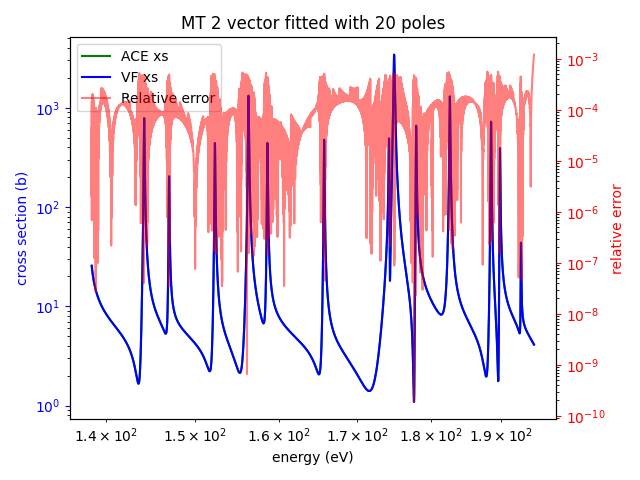 MT 2 vector fitted with 20 poles
ACE xs
VF xs
Relative error
cross section (b)
10³
10²
10¹
10⁰
relative error
10⁻³
10⁻⁴
10⁻⁵
10⁻⁶
10⁻⁷
10⁻⁸
10⁻⁹
10⁻¹⁰
1.4 × 10² 1.5 × 10² 1.6 × 10² 1.7 × 10² 1.8 × 10² 1.9 × 10²
energy (eV)